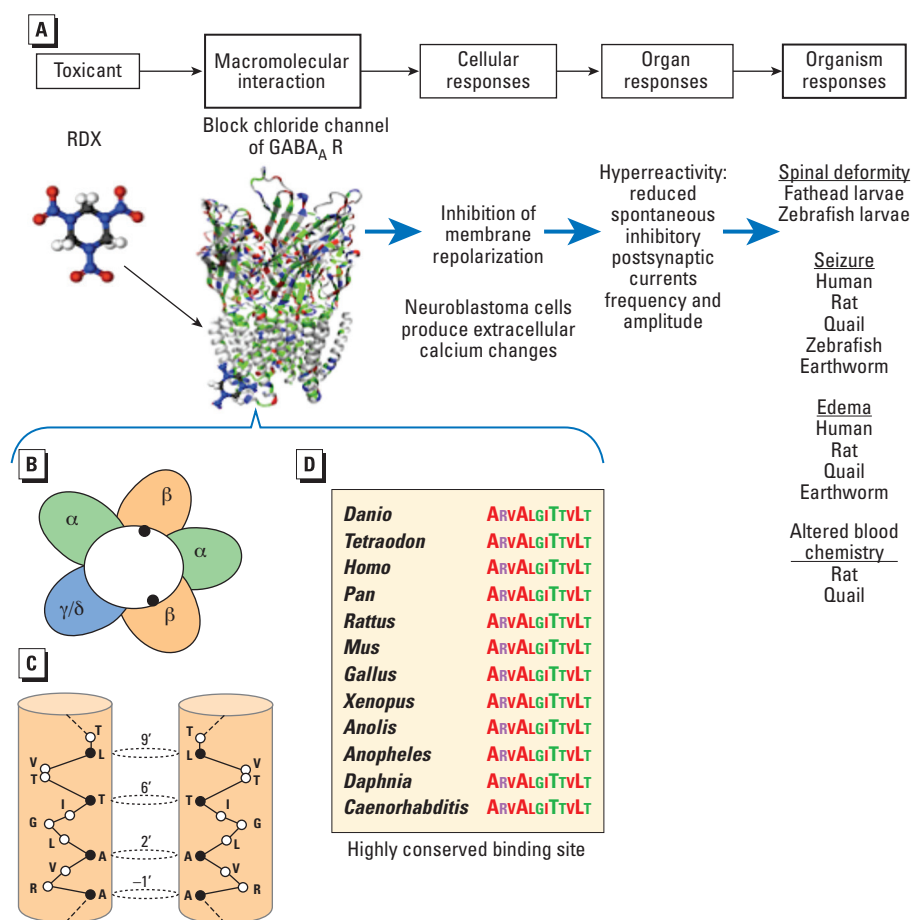 A
Toxicant
Macromolecular
interaction
Cellular
responses
Organ
responses
Organism
responses
RDX
Block chloride channel
of GABAA R
Inhibition of
membrane
repolarization
Neuroblastoma cells
produce extracellular
calcium changes
Hyperreactivity:
reduced
spontaneous
inhibitory
postsynaptic
currents
frequency and
amplitude
Spinal deformity
Fathead larvae
Zebrafish larvae
Seizure
Human
Rat
Quail
Zebrafish
Earthworm
Edema
Human
Rat
Quail
Earthworm
Altered blood
chemistry
Rat
Quail
B
α
β
α
β
γ/δ
C
T
L
V
T
T
I
G
L
A
V
R
A
9′
6′
2′
–1′
T
L
V
T
T
I
G
L
A
V
R
A
D
Danio ARVALGITTVLT
Tetraodon ARVALGITTVLT
Homo ARVALGITTVLT
Pan ARVALGITTVLT
Rattus ARVALGITTVLT
Mus ARVALGITTVLT
Gallus ARVALGITTVLT
Xenopus ARVALGITTVLT
Anolis ARVALGITTVLT
Anopheles ARVALGITTVLT
Daphnia ARVALGITTVLT
Caenorhabditis ARVALGITTVLT
Highly conserved binding site